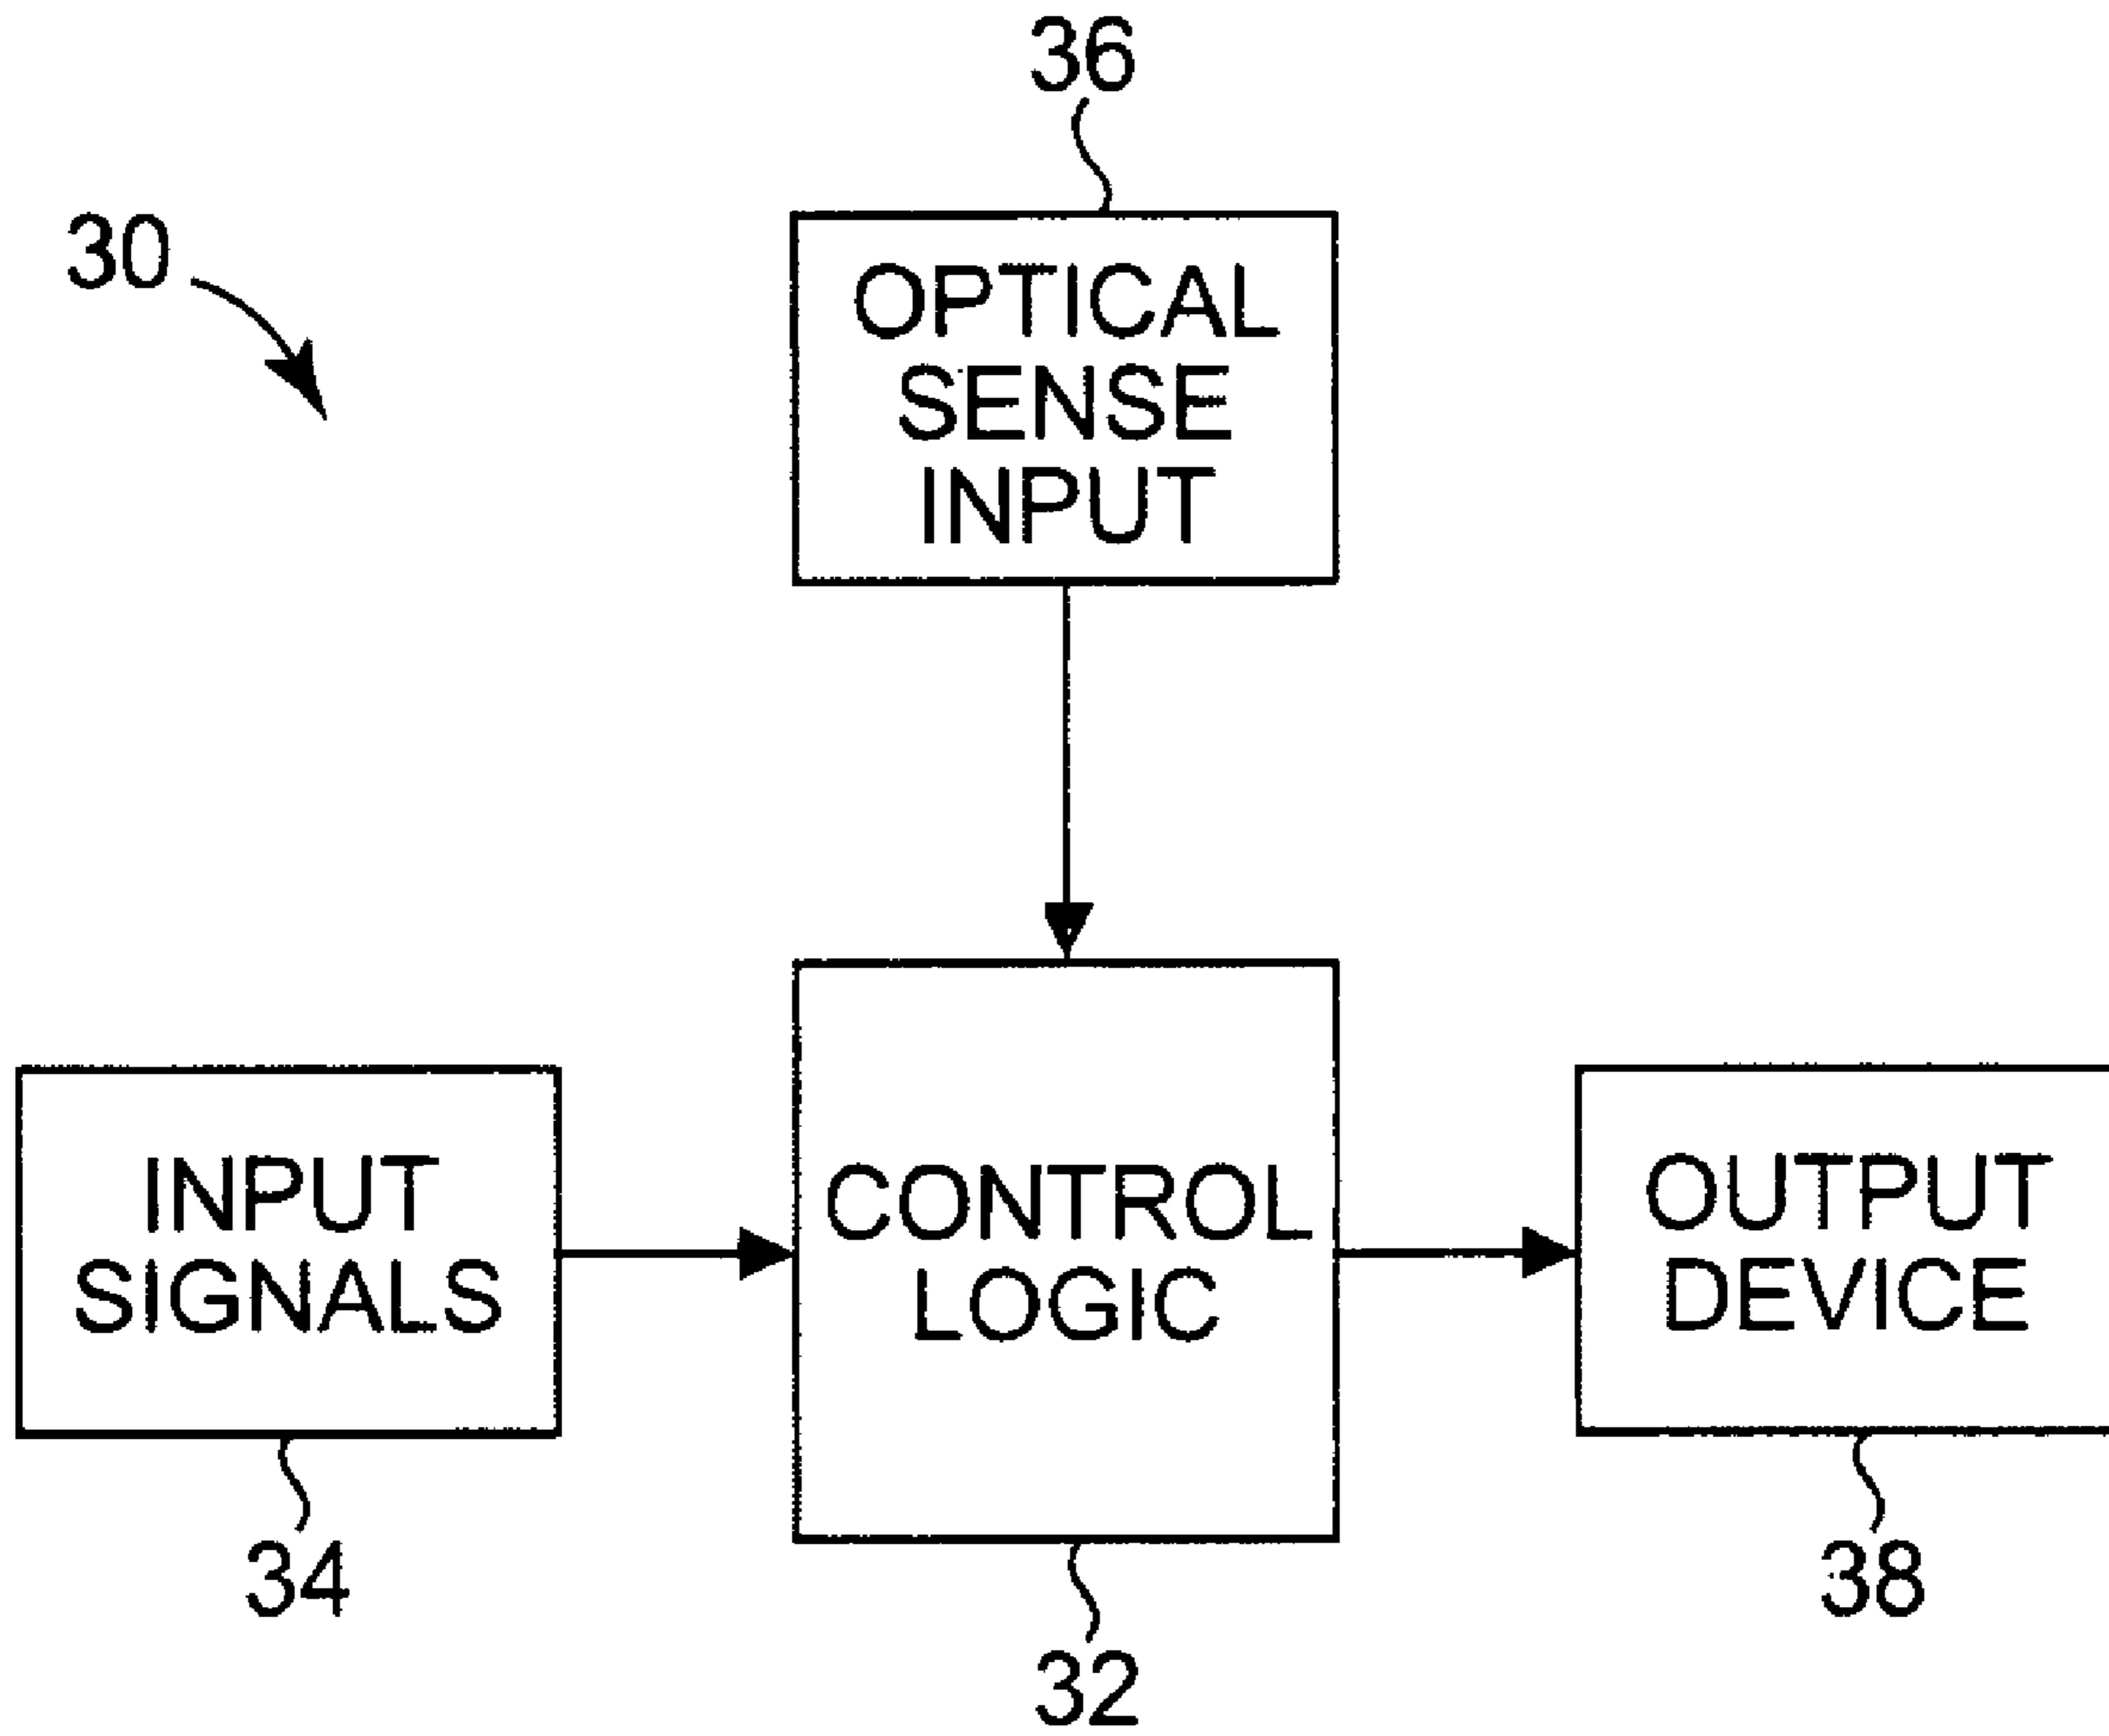 36
30
OPTICAL
SENSE
INPUT
INPUT
SIGNALS
CONTROL
LOGIC
OUTPUT
DEVICE
34
32
38